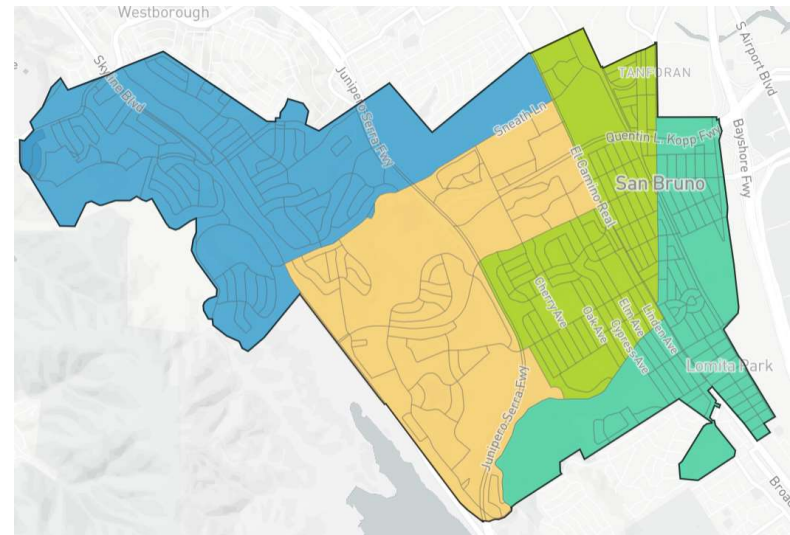 Westborough
Skyline Blvd
Junipero Serra Fwy
S Airport Blvd
TANFORAN
Sneath Ln
Quentin L. Kopp Fwy
Bayshore Fwy
El Camino Real
San Bruno
Cherry Ave
Oak Ave
Elm Ave
Cypress Ave
Linden Ave
Lomita Park
Junipero Serra Fwy